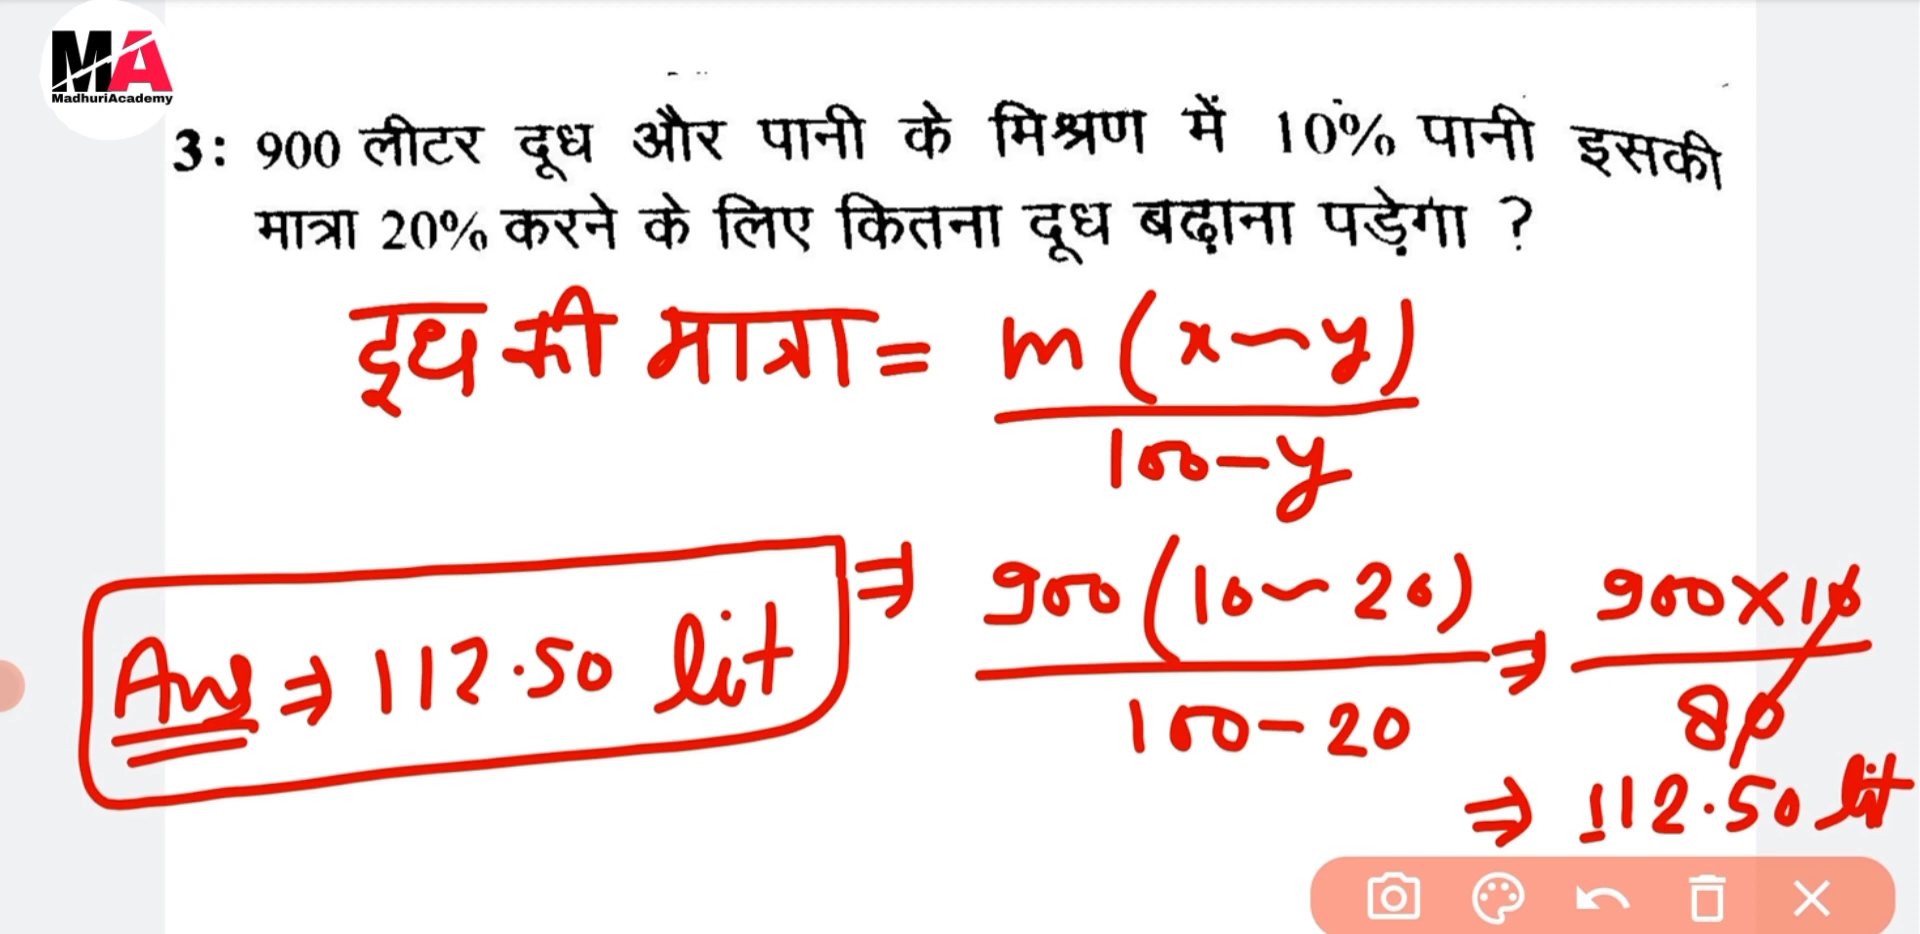 MA
MadhuriAcademy
3: 900 लीटर दूध और पानी के मिश्रण में 10% पानी इसकी
मात्रा 20% करने के लिए कितना दूध बढ़ाना पड़ेगा ?
दूध की मात्रा = m(x~y)
100-y
⇒ 900(10~20)
100-20
⇒ 900×10
80
⇒ 112.50 lit
Ans ⇒ 112.50 lit